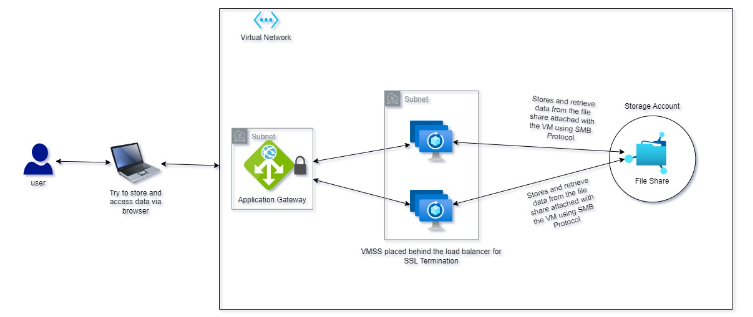 Virtual Network
Subnet
Stores and retrieve
data from the file
share attached with
the VM using SMB
Protocol
Storage Account
Subnet
user
Try to store and
access data via
browser
Application Gateway
File Share
Stores and retrieve
data from the file
share attached with
the VM using SMB
Protocol
VMSS placed behind the load balancer for
SSL Termination